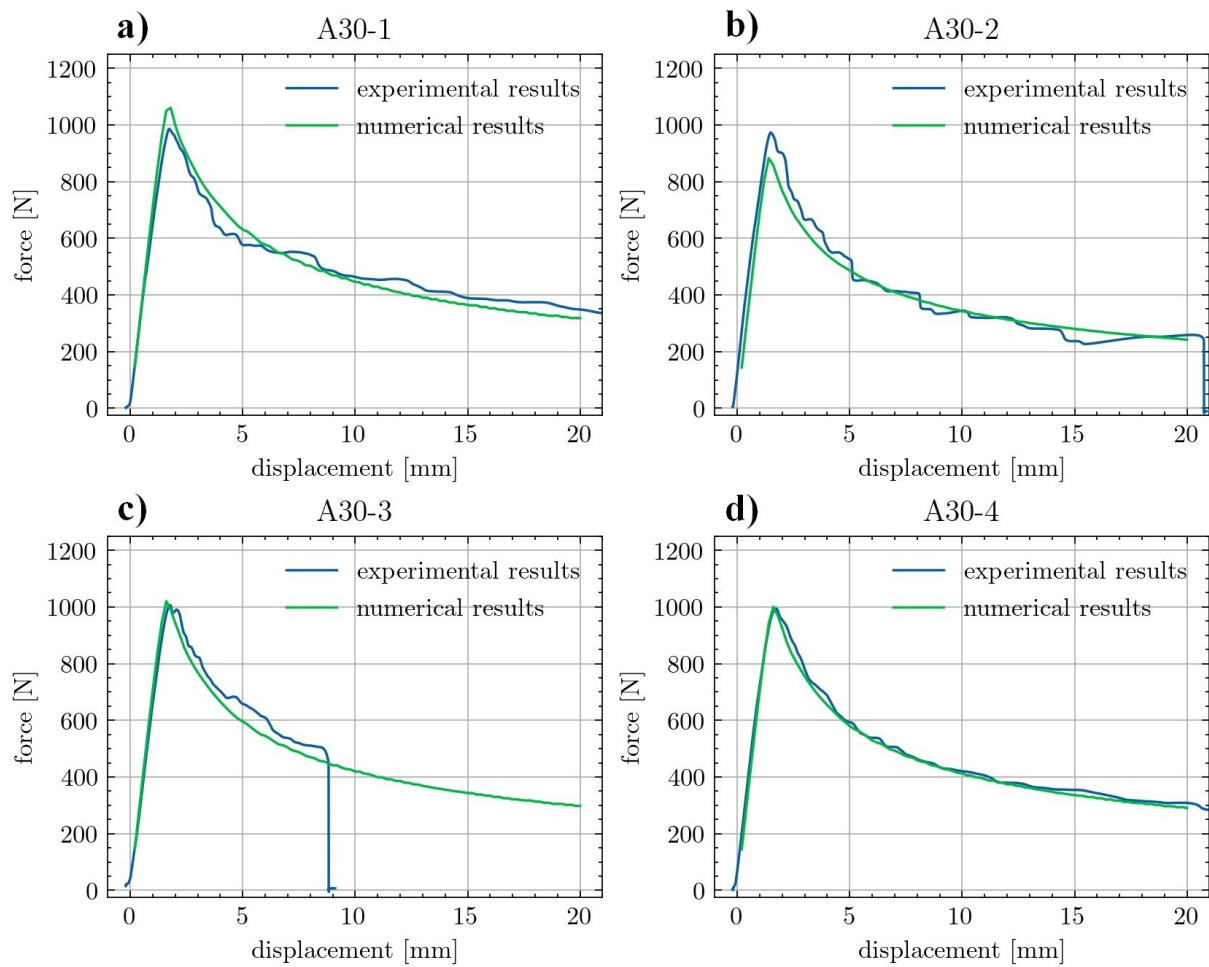 a) A30-1
1200
1000
800
600
400
200
0
force [N]
experimental results
numerical results
0 5 10 15 20
displacement [mm]
b) A30-2
1200
1000
800
600
400
200
0
force [N]
experimental results
numerical results
0 5 10 15 20
displacement [mm]
c) A30-3
1200
1000
800
600
400
200
0
force [N]
experimental results
numerical results
0 5 10 15 20
displacement [mm]
d) A30-4
1200
1000
800
600
400
200
0
force [N]
experimental results
numerical results
0 5 10 15 20
displacement [mm]